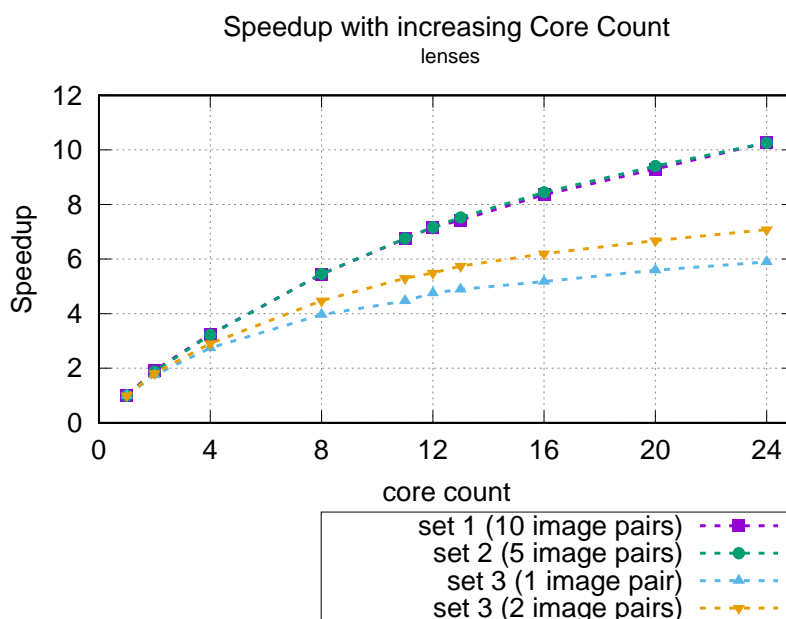 Speedup with increasing Core Count
lenses
12
10
8
6
4
2
0
Speedup
0 4 8 12 16 20 24
core count
set 1 (10 image pairs)
set 2 (5 image pairs)
set 3 (1 image pair)
set 3 (2 image pairs)